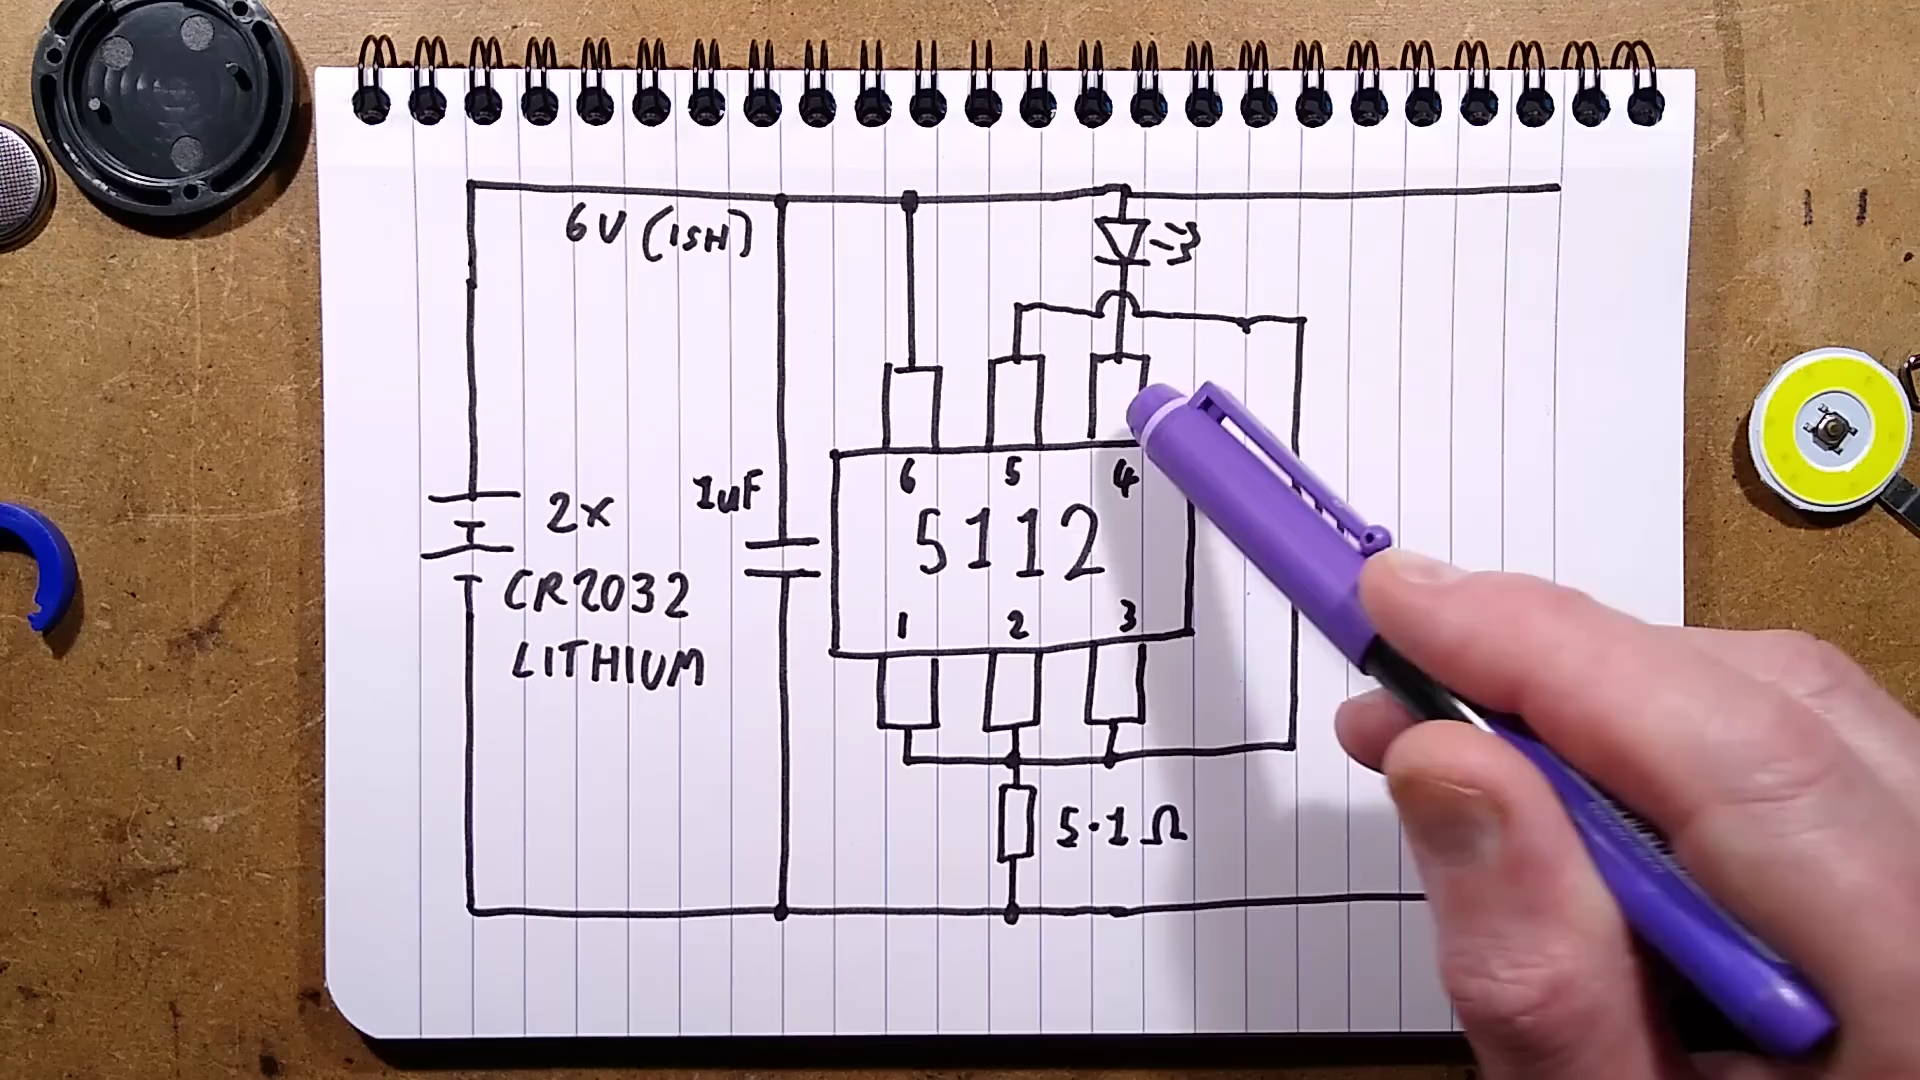 6V (ISH)
2x
CR2032
LITHIUM
1uF
6 5 4
5112
1 2 3
5.1Ω